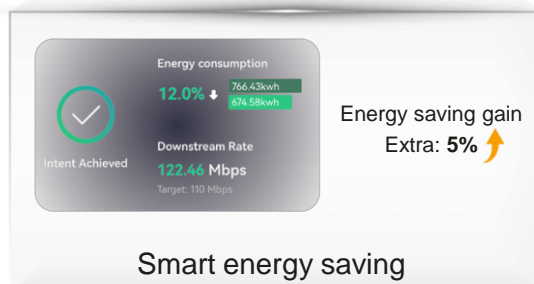 Energy consumption
12.0%
766.43kwh
674.58kwh
Intent Achieved
Downstream Rate
122.46 Mbps
Target: 110 Mbps
Energy saving gain
Extra: 5%
Smart energy saving